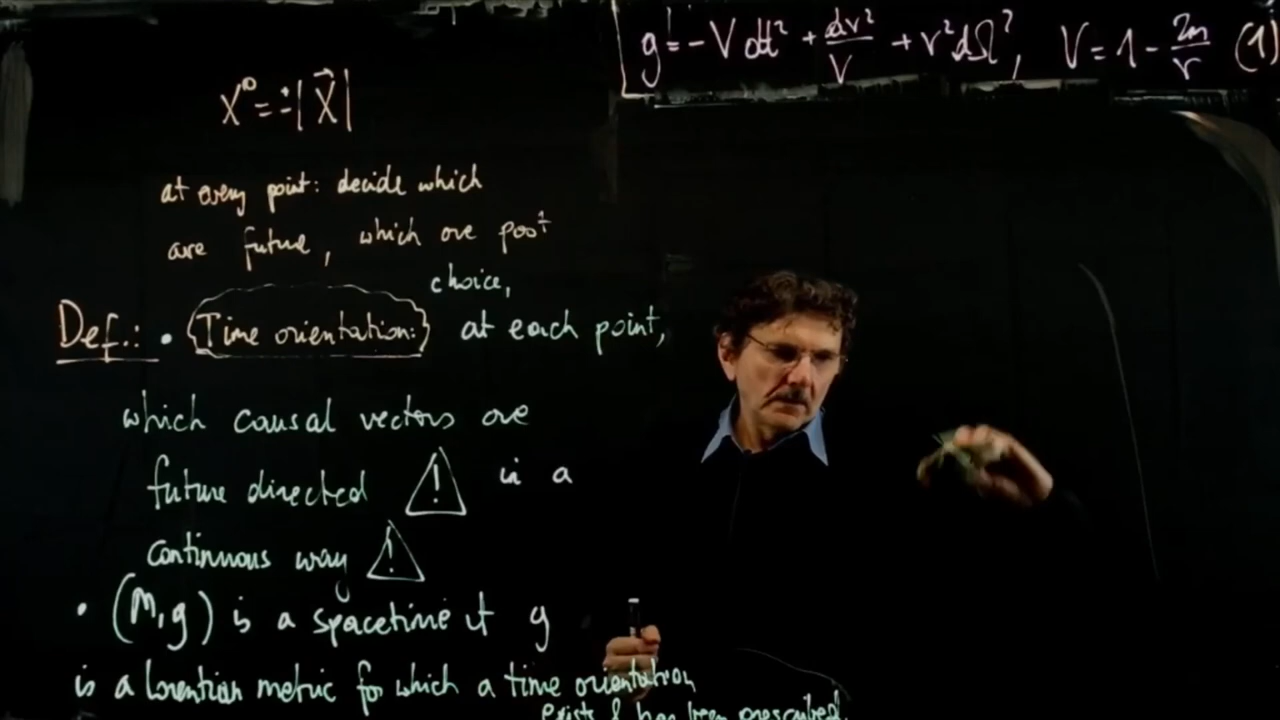 g = -V dt² + dr²/V + r² dΩ², V = 1 - 2m/r (1)
X⁰ = ±|X⃗|
at every point: decide which
are future, which are past
choice,
Def.: • Time orientation: at each point,
which causal vectors are
future directed ⚠ in a
continuous way ⚠
• (M,g) is a spacetime if g
is a Lorentzian metric for which a time orientation
exists & has been prescribed